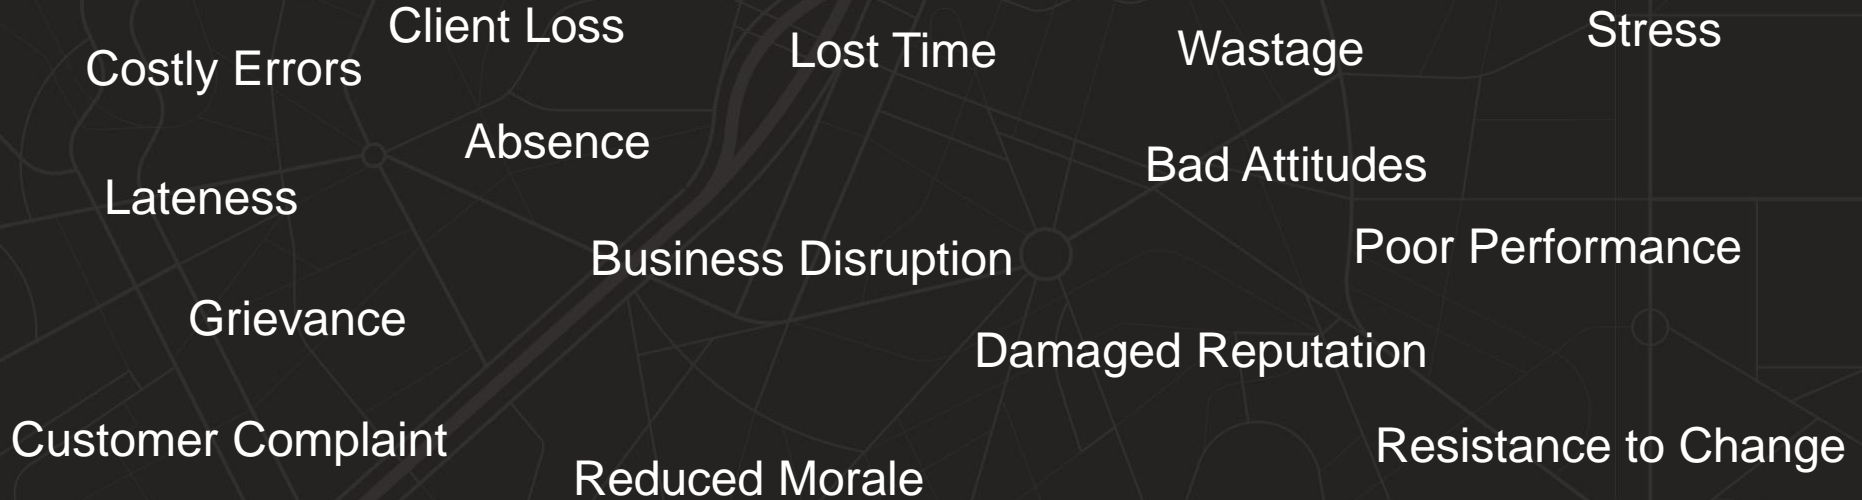 Client Loss
Stress
Costly Errors
Lost Time
Wastage
Absence
Bad Attitudes
Lateness
Business Disruption
Poor Performance
Grievance
Damaged Reputation
Customer Complaint
Resistance to Change
Reduced Morale